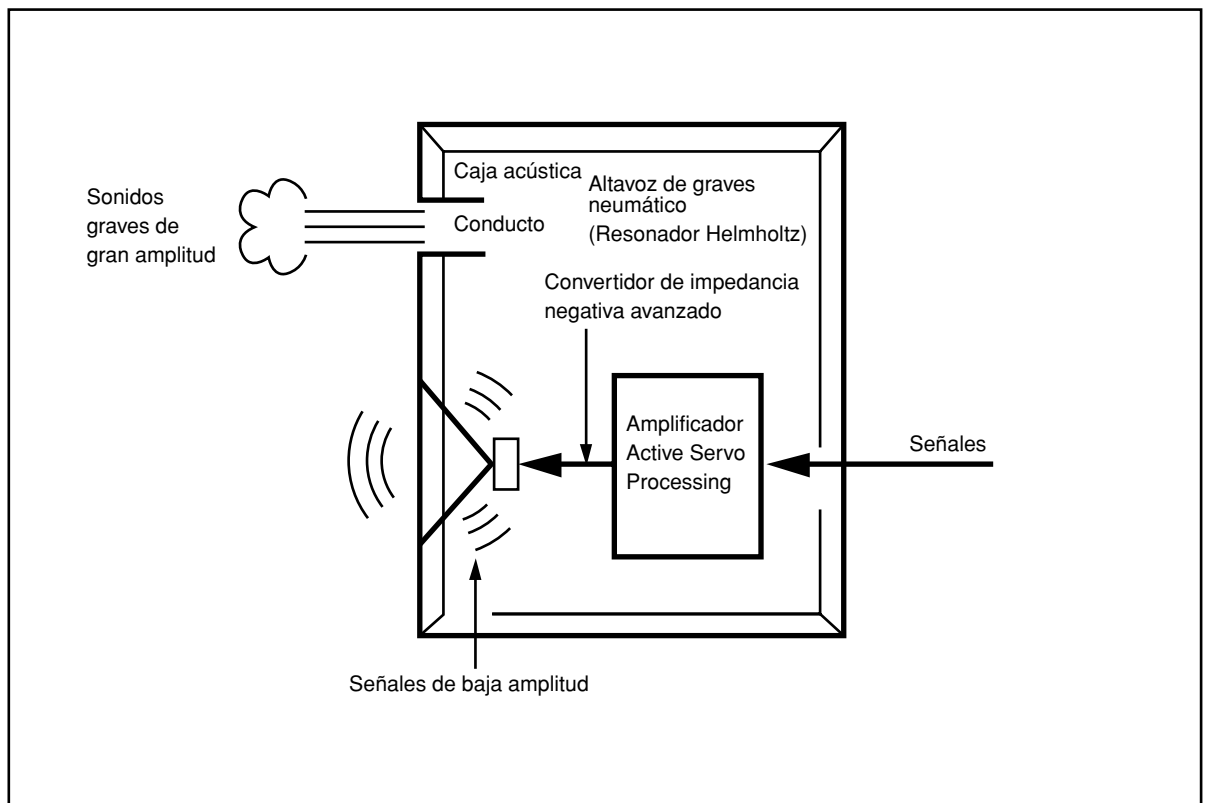 Caja acústica
Altavoz de graves
neumático
(Resonador Helmholtz)
Sonidos
graves de
gran amplitud
Conducto
Convertidor de impedancia
negativa avanzado
Amplificador
Active Servo
Processing
Señales
Señales de baja amplitud